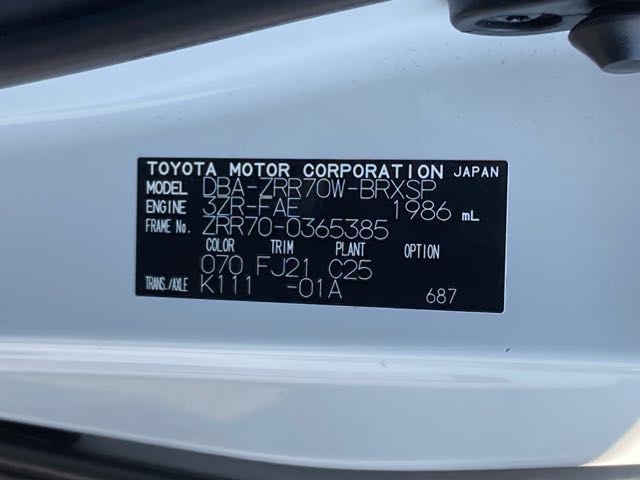 TOYOTA MOTOR CORPORATION JAPAN
MODEL DBA-ZRR70W-BRXSP
ENGINE 3ZR-FAE 1986 mL
FRAME No. ZRR70-0365385
COLOR TRIM PLANT OPTION
070 FJ21 C25
TRANS./AXLE K111 -01A 687